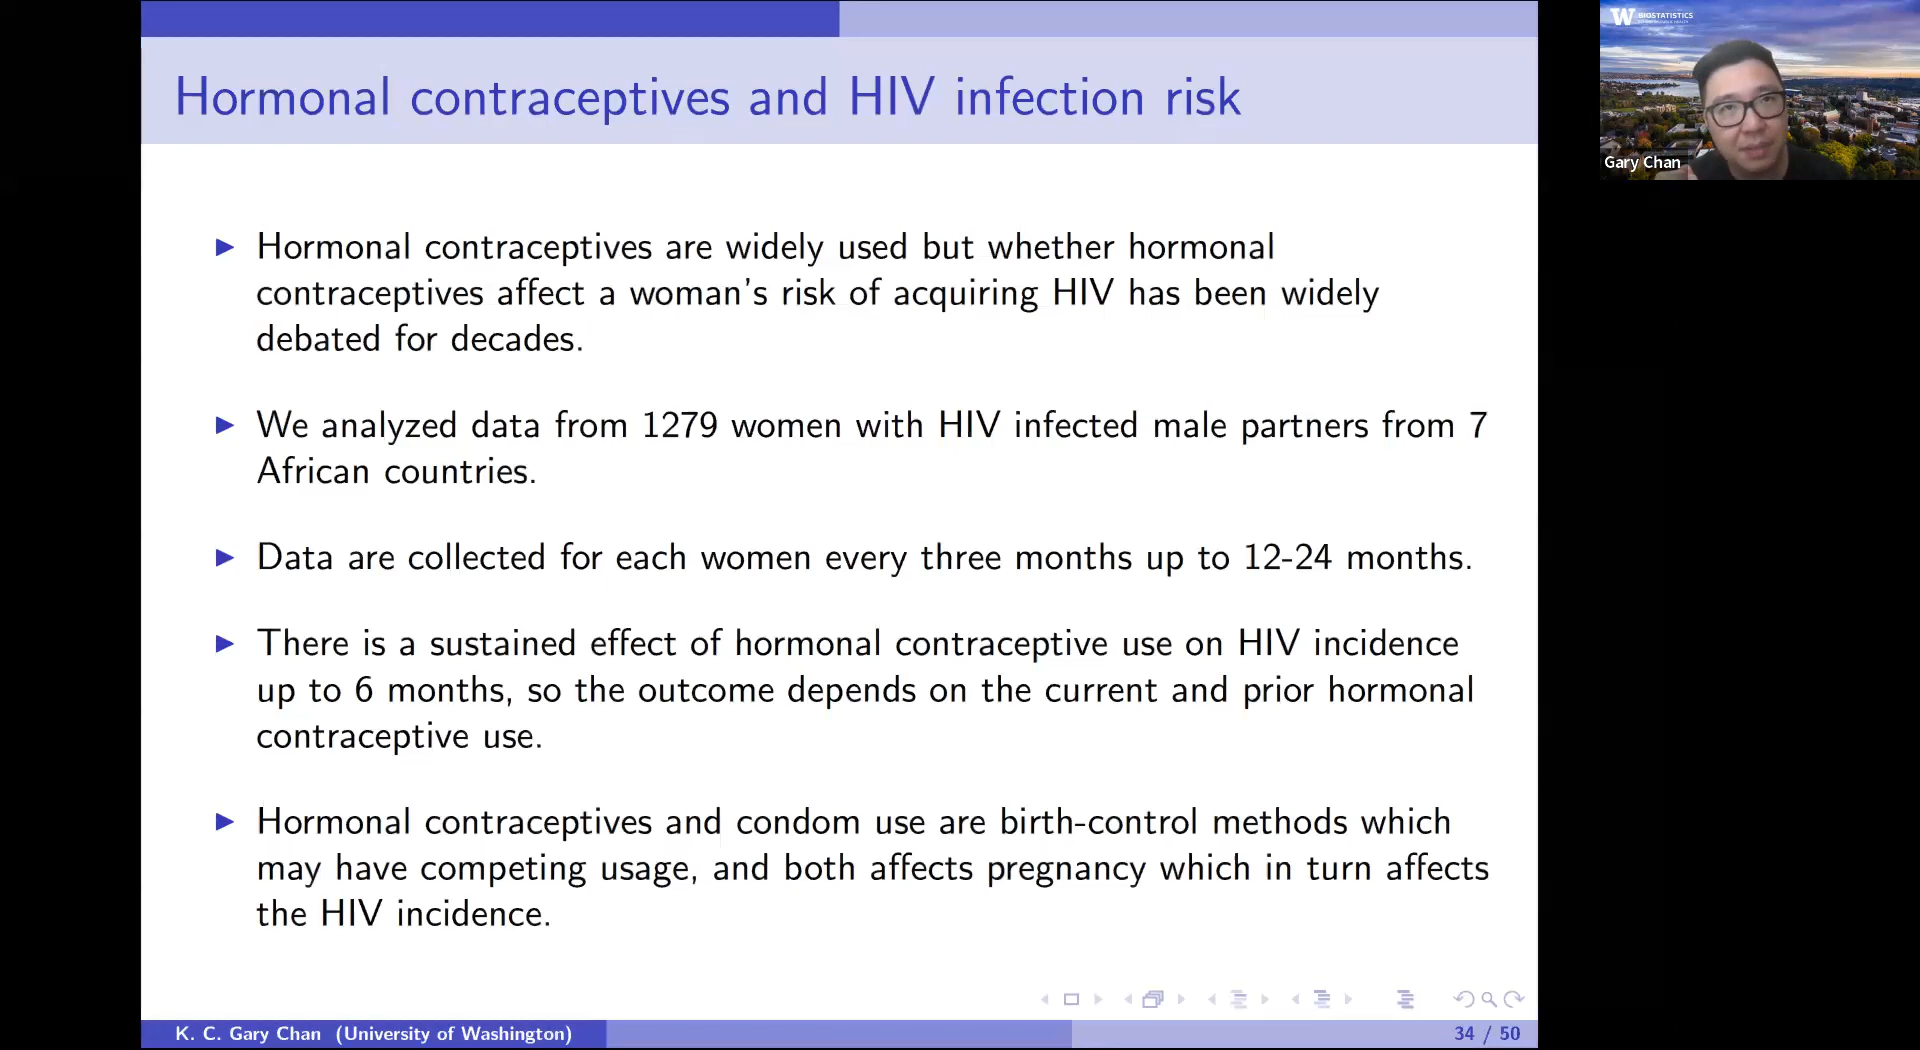 Hormonal contraceptives and HIV infection risk
Hormonal contraceptives are widely used but whether hormonal
contraceptives affect a woman's risk of acquiring HIV has been widely
debated for decades.
We analyzed data from 1279 women with HIV infected male partners from 7
African countries.
Data are collected for each women every three months up to 12-24 months.
There is a sustained effect of hormonal contraceptive use on HIV incidence
up to 6 months, so the outcome depends on the current and prior hormonal
contraceptive use.
Hormonal contraceptives and condom use are birth-control methods which
may have competing usage, and both affects pregnancy which in turn affects
the HIV incidence.
K. C. Gary Chan (University of Washington)
34 / 50
W BIOSTATISTICS
Gary Chan